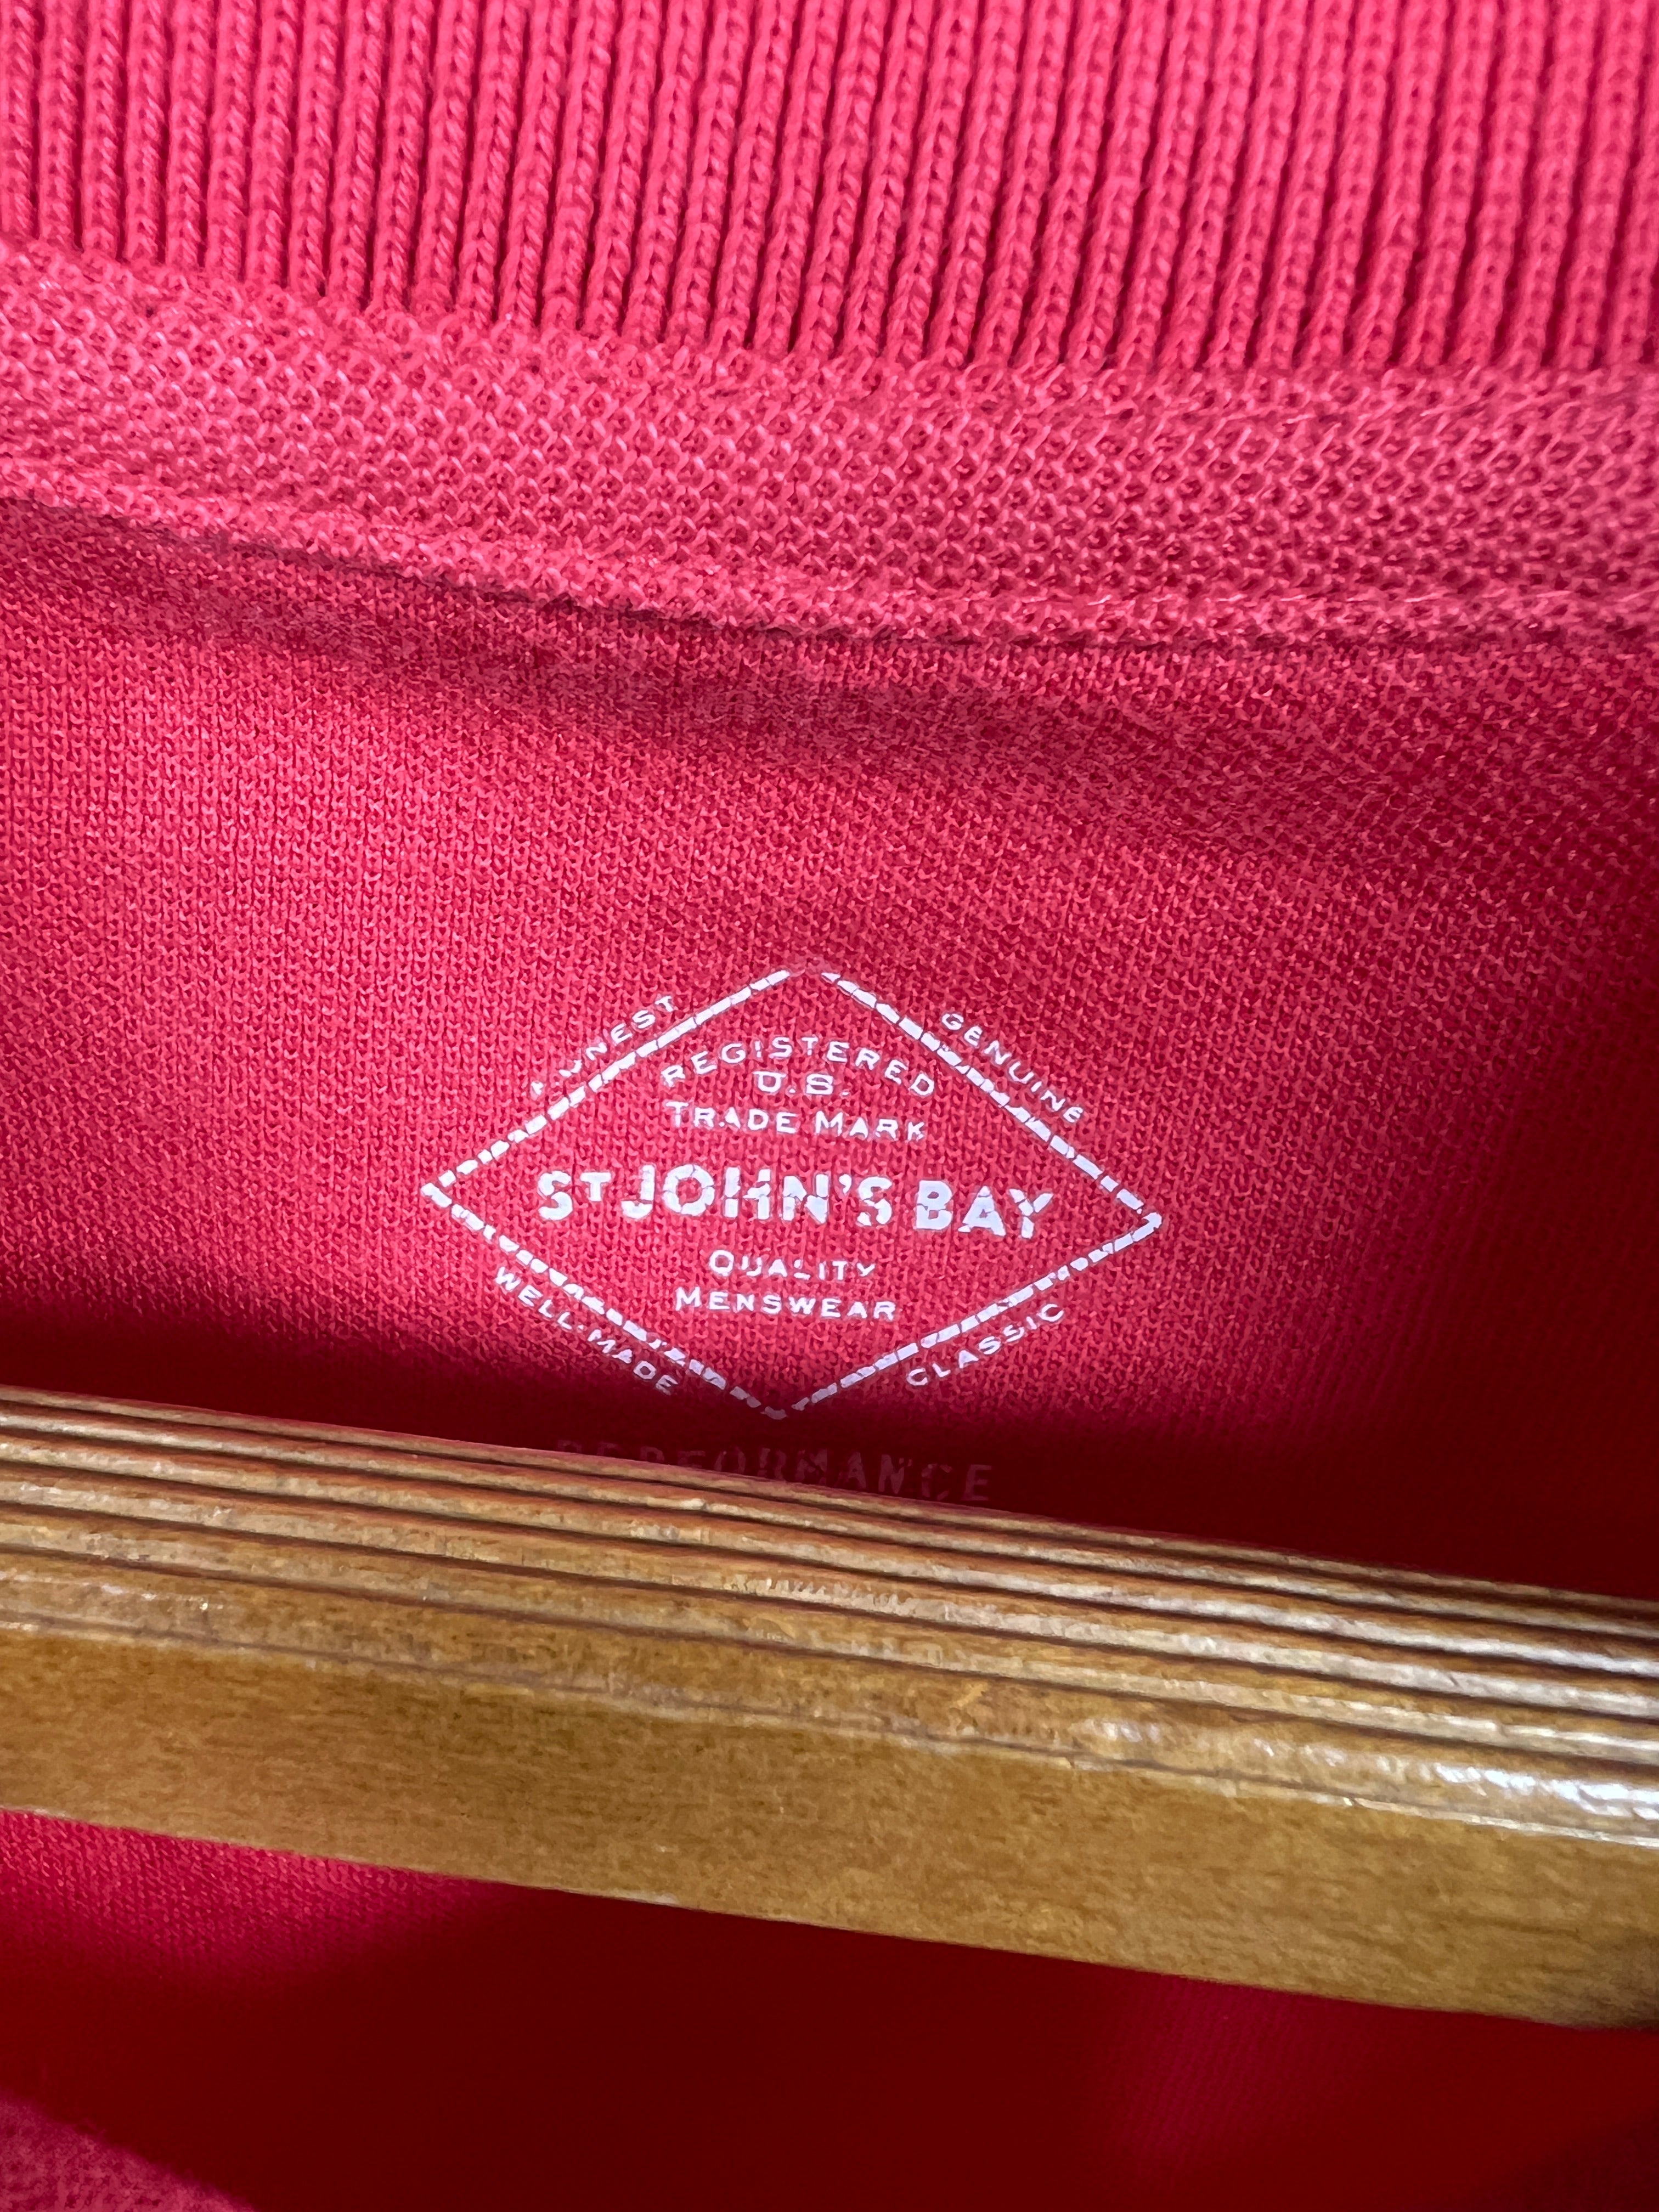 HONEST
GENUINE
REGISTERED
U.S.
TRADE MARK
ST JOHN'S BAY
QUALITY
MENSWEAR
WELL-MADE
CLASSIC
PERFORMANCE